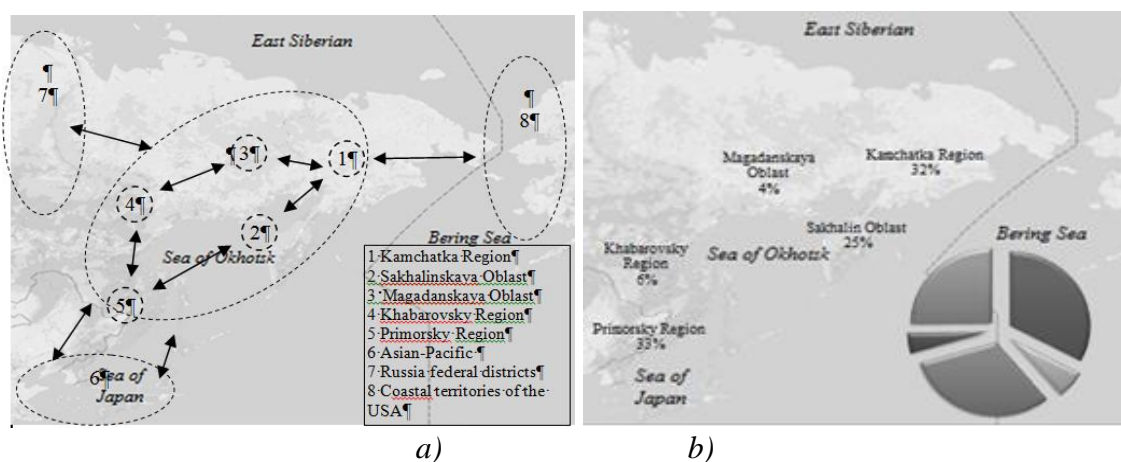 East Siberian
¶
7¶
¶
8¶
¶3¶
1¶
4¶
2¶
Bering Sea
Sea of Okhotsk
5¶
6¶
Sea of
Japan
1·Kamchatka·Region¶
2·Sakhalinskaya·Oblast¶
3·Magadanskaya·Oblast¶
4·Khabarovsky·Region¶
5·Primorsky·Region¶
6·Asian-Pacific·¶
7·Russia·federal·districts¶
8·Coastal·territories·of·the·
USA¶
a)
East Siberian
Magadanskaya
Oblast
4%
Kamchatka Region
32%
Sakhalin Oblast
25%
Khabarovsky
Region
6%
Sea of Okhotsk
Bering Sea
Primorsky Region
33%
Sea of
Japan
b)